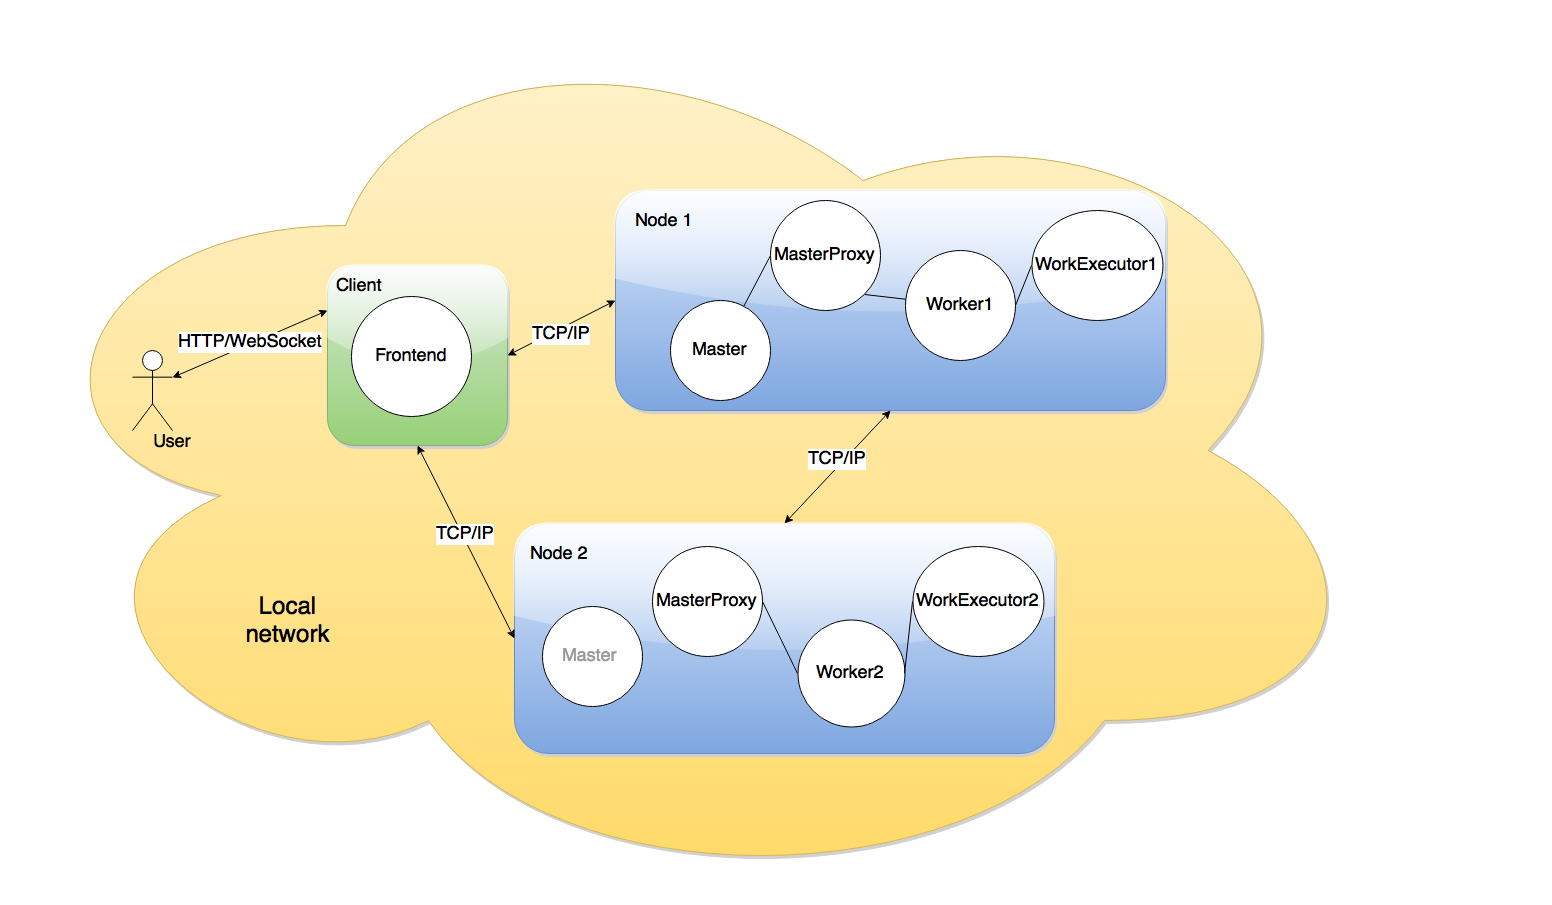 Node 1
MasterProxy
WorkExecutor1
Client
Worker1
HTTP/WebSocket
TCP/IP
Frontend
Master
User
TCP/IP
TCP/IP
Node 2
MasterProxy
WorkExecutor2
Local
network
Master
Worker2